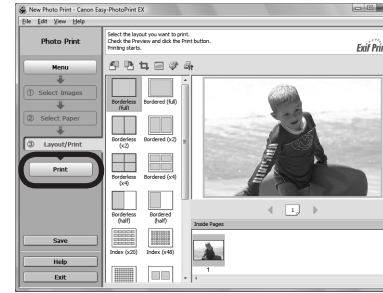 New Photo Print - Canon Easy-PhotoPrint EX
File Edit View Help
Photo Print
Select the layout you want to print.
Check the Preview and click the Print button.
Printing starts.
Exif Prin
Menu
① Select Images
② Select Paper
③ Layout/Print
Print
Save
Help
Exit
Borderless (full)
Bordered (full)
Borderless (x2)
Bordered (x2)
Borderless (x4)
Bordered (x4)
Borderless (half)
Bordered (half)
Index (x20)
Index (x48)
1
Inside Pages
1